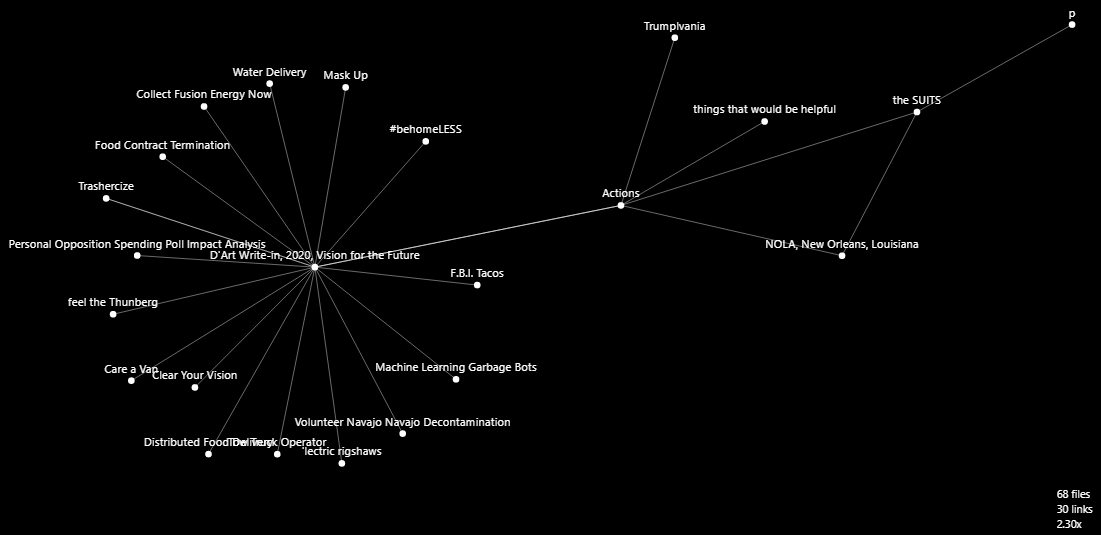 p
Trumplvania
Water Delivery
Mask Up
Collect Fusion Energy Now
the SUITS
things that would be helpful
#behomeLESS
Food Contract Termination
Trashercize
Actions
Personal Opposition Spending Poll Impact Analysis
NOLA, New Orleans, Louisiana
D'Art Write-in, 2020, Vision for the Future
F.B.I. Tacos
feel the Thunberg
Care a Van
Clear Your Vision
Machine Learning Garbage Bots
Volunteer Navajo Navajo Decontamination
Distributed Food Delivery
Tow Truck Operator
'lectric rigshaws
68 files
30 links
2.30x